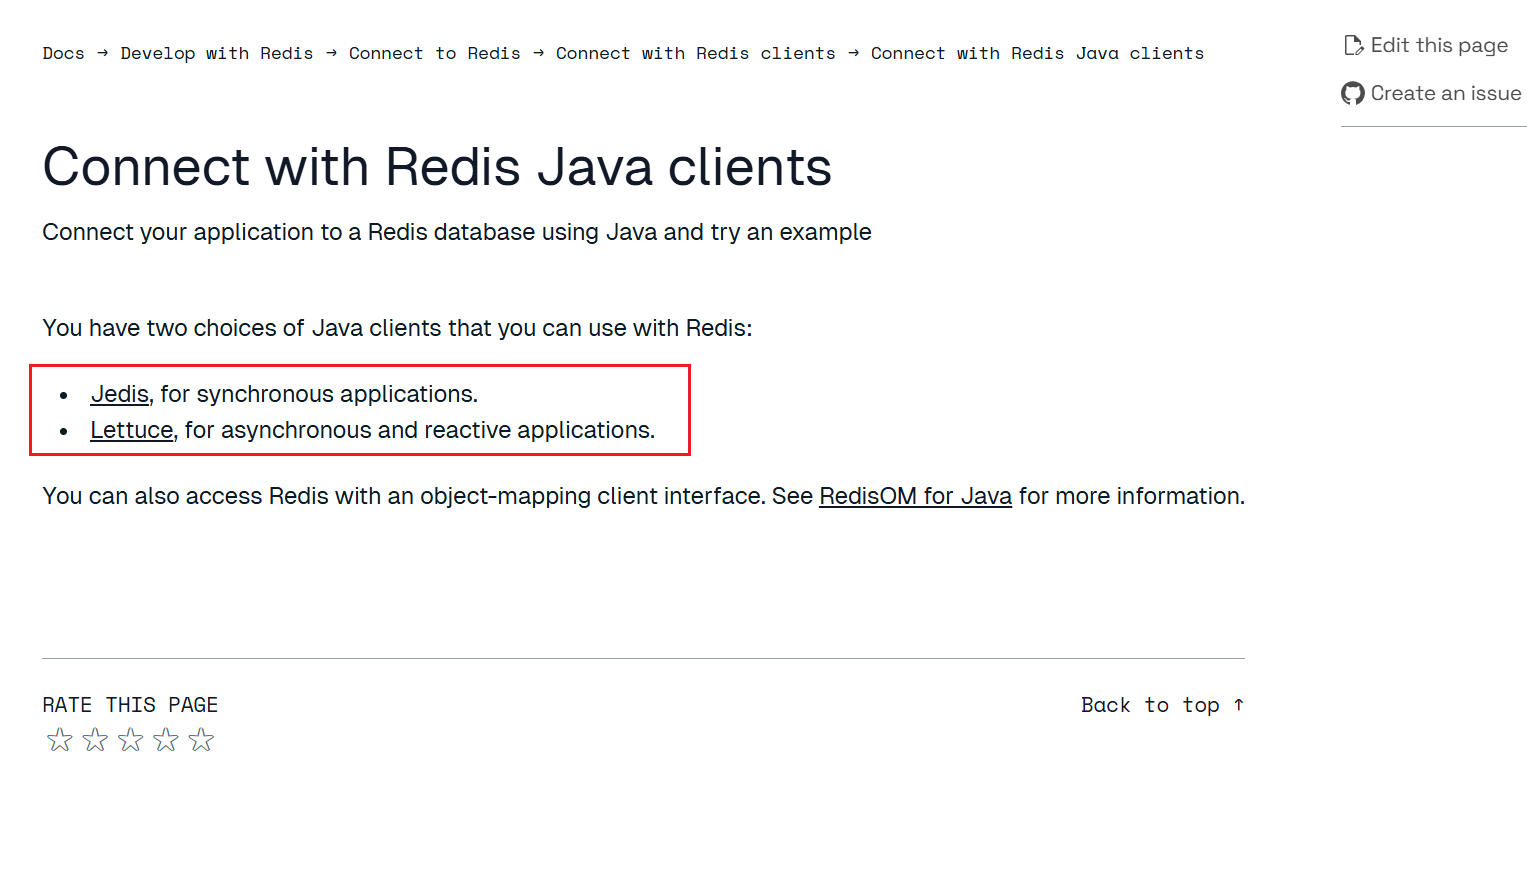 Docs → Develop with Redis → Connect to Redis → Connect with Redis clients → Connect with Redis Java clients
Edit this page
Create an issue
Connect with Redis Java clients
Connect your application to a Redis database using Java and try an example
You have two choices of Java clients that you can use with Redis:
• Jedis, for synchronous applications.
• Lettuce, for asynchronous and reactive applications.
You can also access Redis with an object-mapping client interface. See RedisOM for Java for more information.
RATE THIS PAGE
Back to top ↑